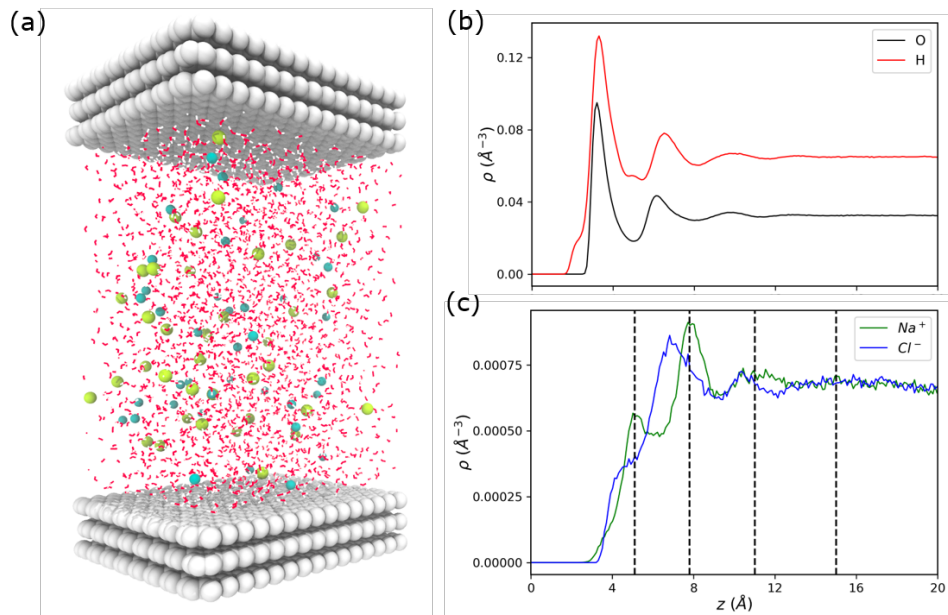 (a)
(b)
0.12
0.08
0.04
0.00
ρ (Å⁻³)
O
H
(c)
0.00075
0.00050
0.00025
0.00000
ρ (Å⁻³)
Na⁺
Cl⁻
0 4 8 12 16 20
z (Å)